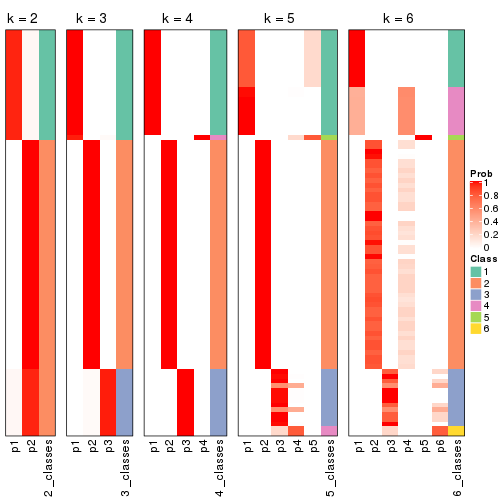 k = 2
k = 3
k = 4
k = 5
k = 6
Prob
1
0.8
0.6
0.4
0.2
0
Class
1
2
3
4
5
6
p1
p2
2_classes
p1
p2
p3
3_classes
p1
p2
p3
p4
4_classes
p1
p2
p3
p4
p5
5_classes
p1
p2
p3
p4
p5
p6
6_classes